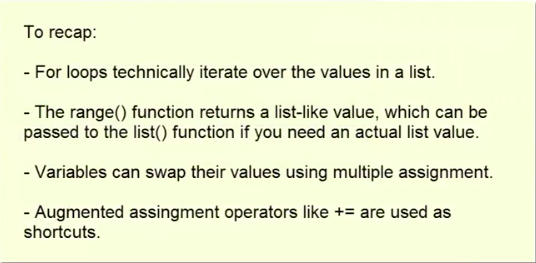 To recap:
- For loops technically iterate over the values in a list.
- The range() function returns a list-like value, which can be
passed to the list() function if you need an actual list value.
- Variables can swap their values using multiple assignment.
- Augmented assingment operators like += are used as
shortcuts.